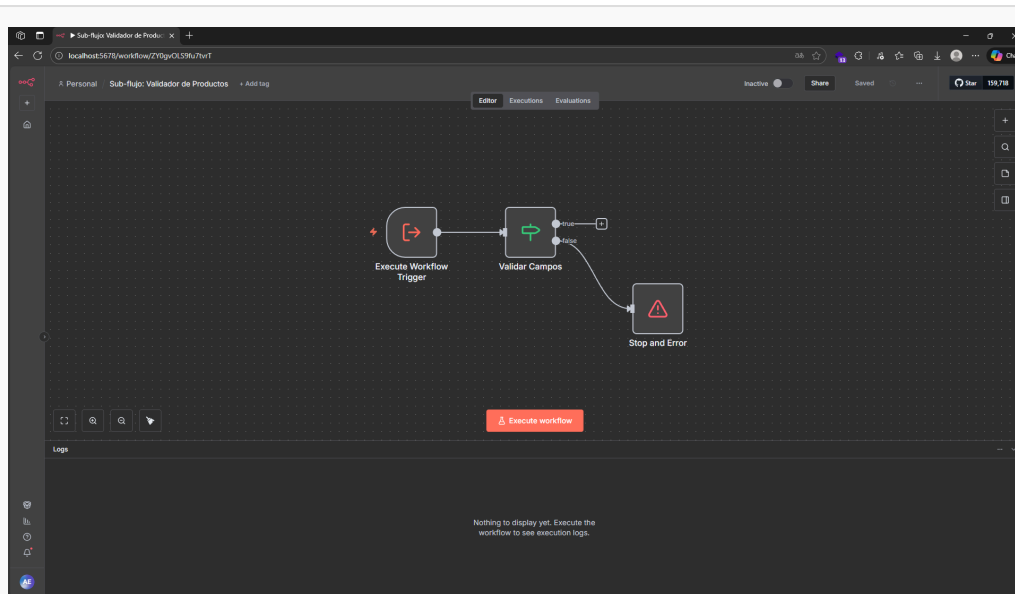 Sub-flujo: Validador de Produc
localhost:5678/workflow/ZY0gvOLS9fu7tvrT
Personal
Sub-flujo: Validador de Productos
+ Add tag
Inactive
Share
Saved
Star
159,718
Editor
Executions
Evaluations
true
false
Execute Workflow
Trigger
Validar Campos
Stop and Error
Execute workflow
Logs
Nothing to display yet. Execute the
workflow to see execution logs.
AE